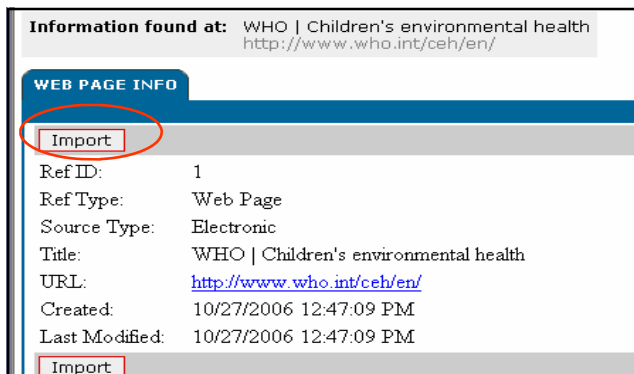 Information found at: WHO | Children's environmental health
http://www.who.int/ceh/en/
WEB PAGE INFO
Import
Ref ID: 1
Ref Type: Web Page
Source Type: Electronic
Title: WHO | Children's environmental health
URL: http://www.who.int/ceh/en/
Created: 10/27/2006 12:47:09 PM
Last Modified: 10/27/2006 12:47:09 PM
Import